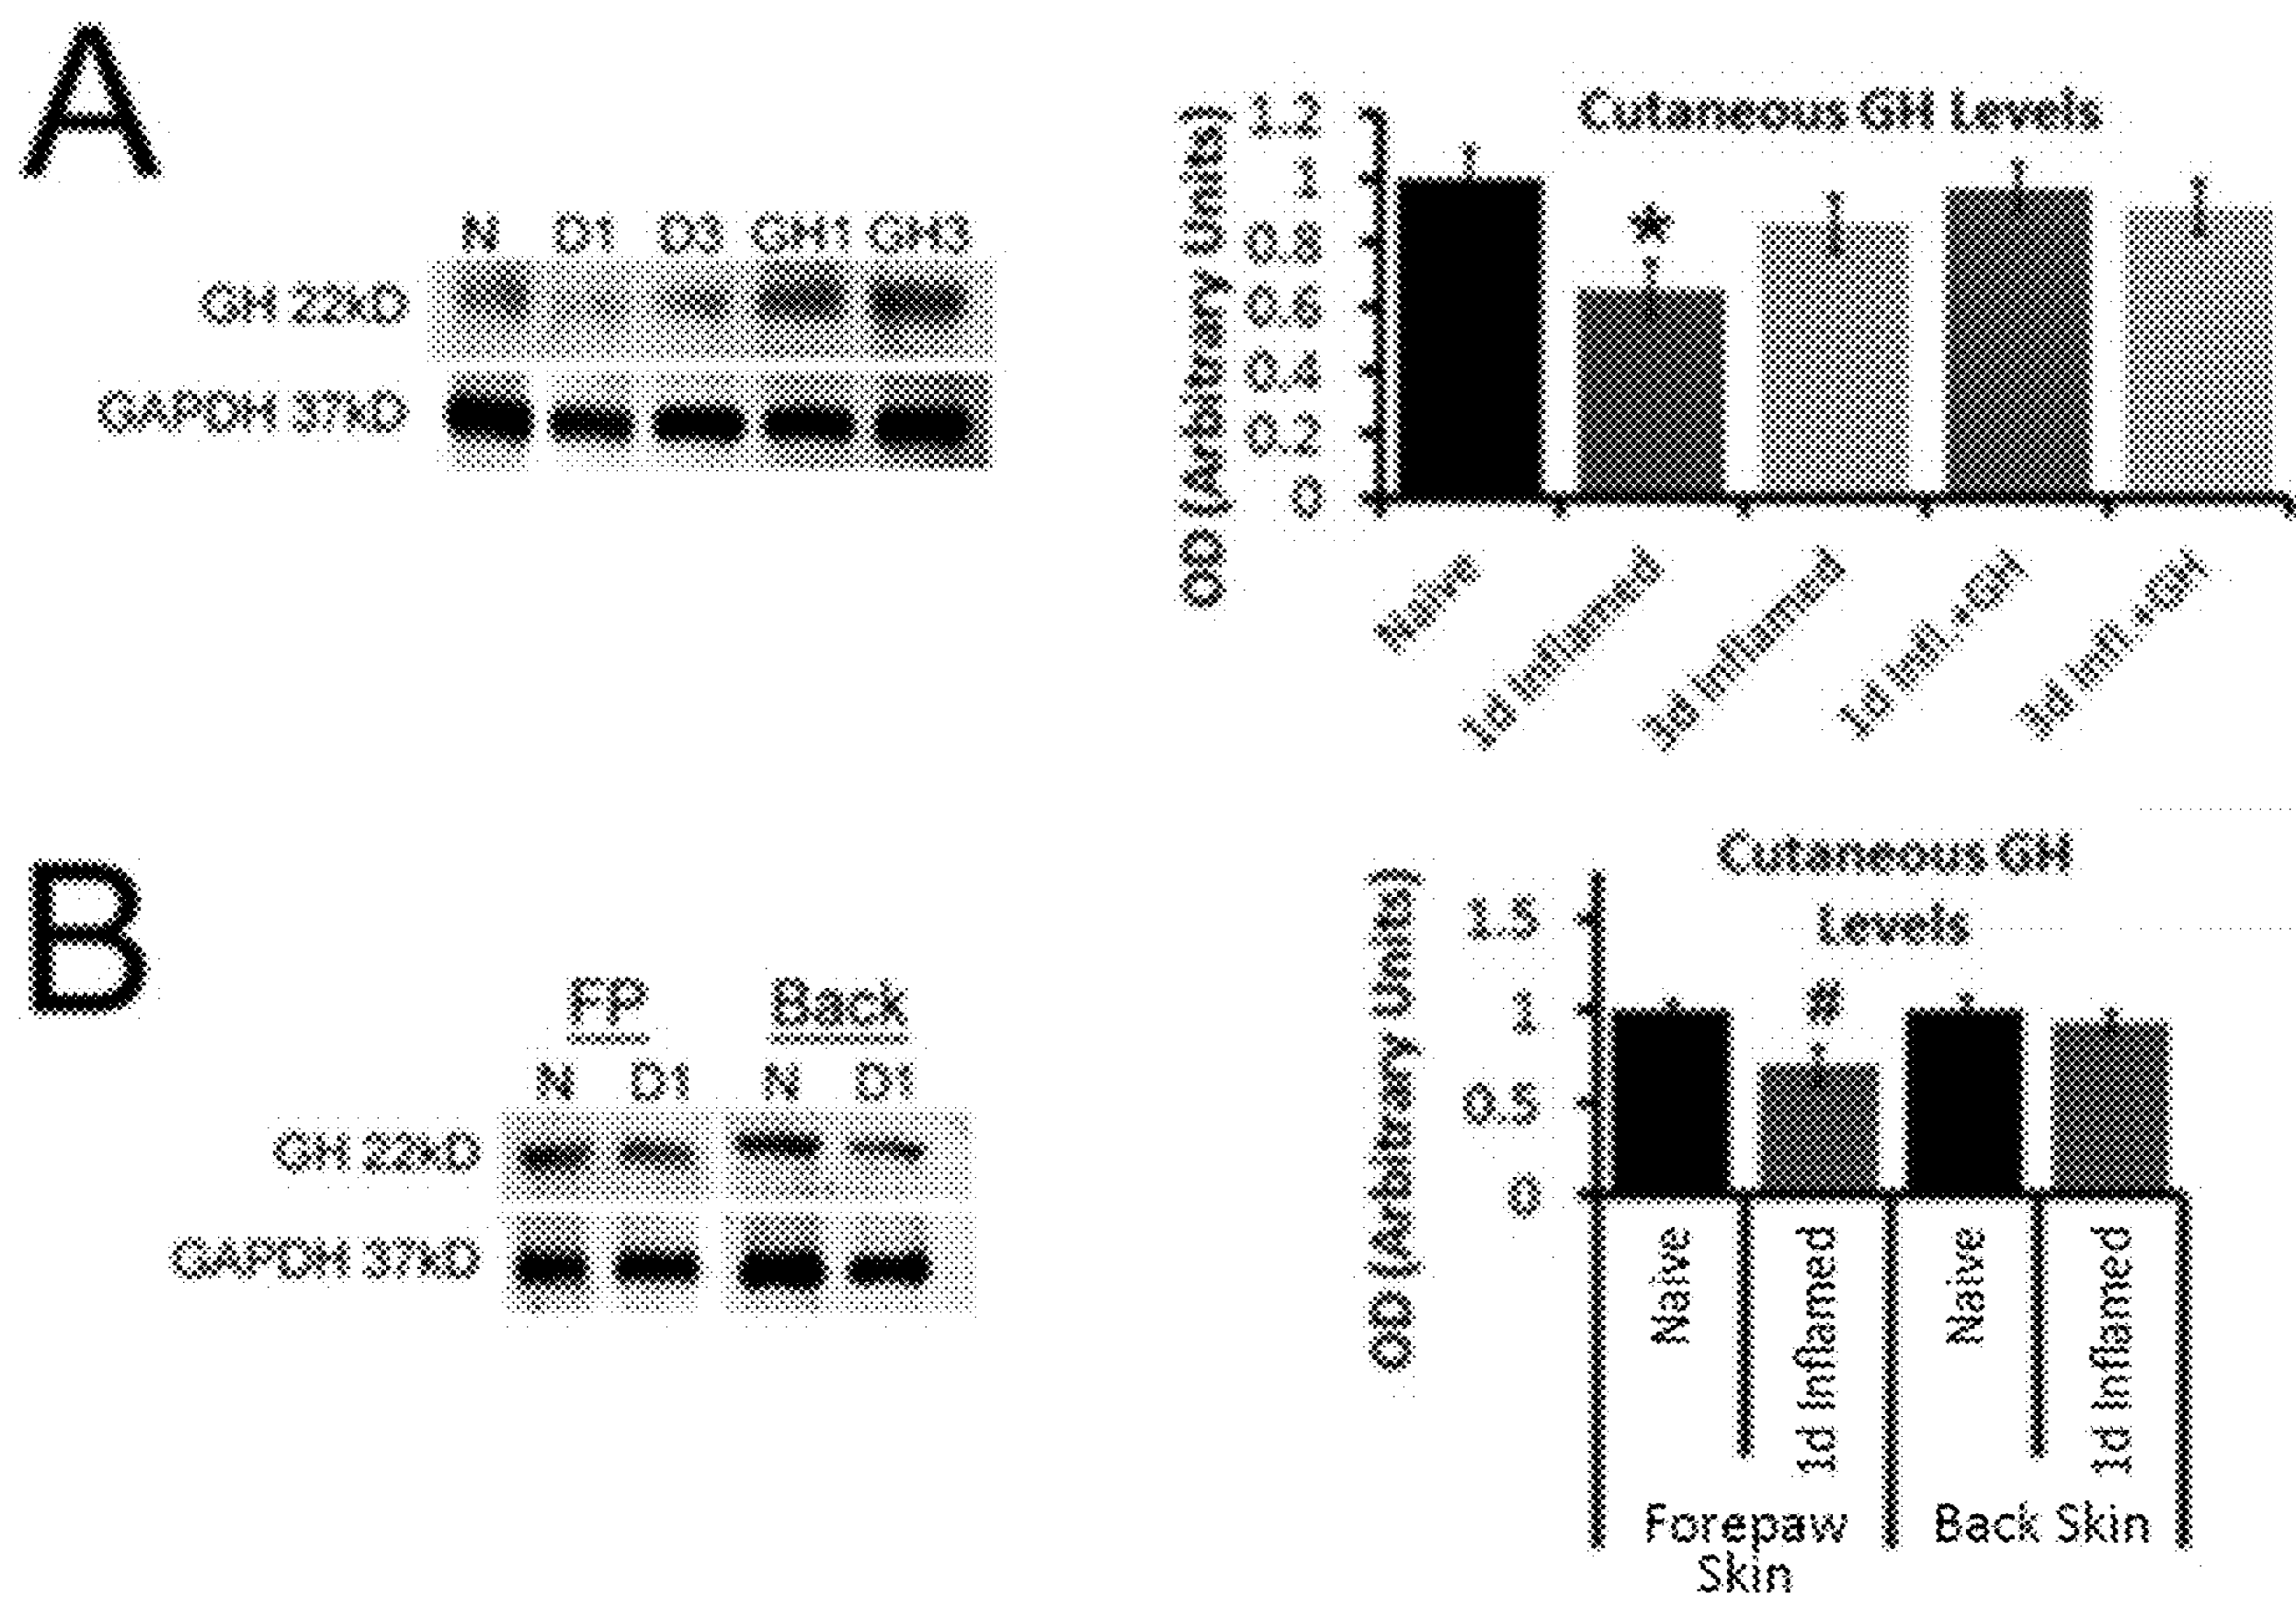 A
N D1 D3 GH1 GH3
GH 22kD
GAPDH 37kD
Cutaneous GH Levels
OD (Arbitrary Units)
1.2
1
0.8
0.6
0.4
0.2
0
*
Naïve
1d Inflamed
3d Inflamed
1d Infl.+GH
3d Infl.+GH
B
FP Back
N D1 N D1
GH 22kD
GAPDH 37kD
Cutaneous GH
Levels
OD (Arbitrary Units)
1.5
1
0.5
0
#
Naive
1d Inflamed
Naive
1d Inflamed
Forepaw
Skin
Back Skin